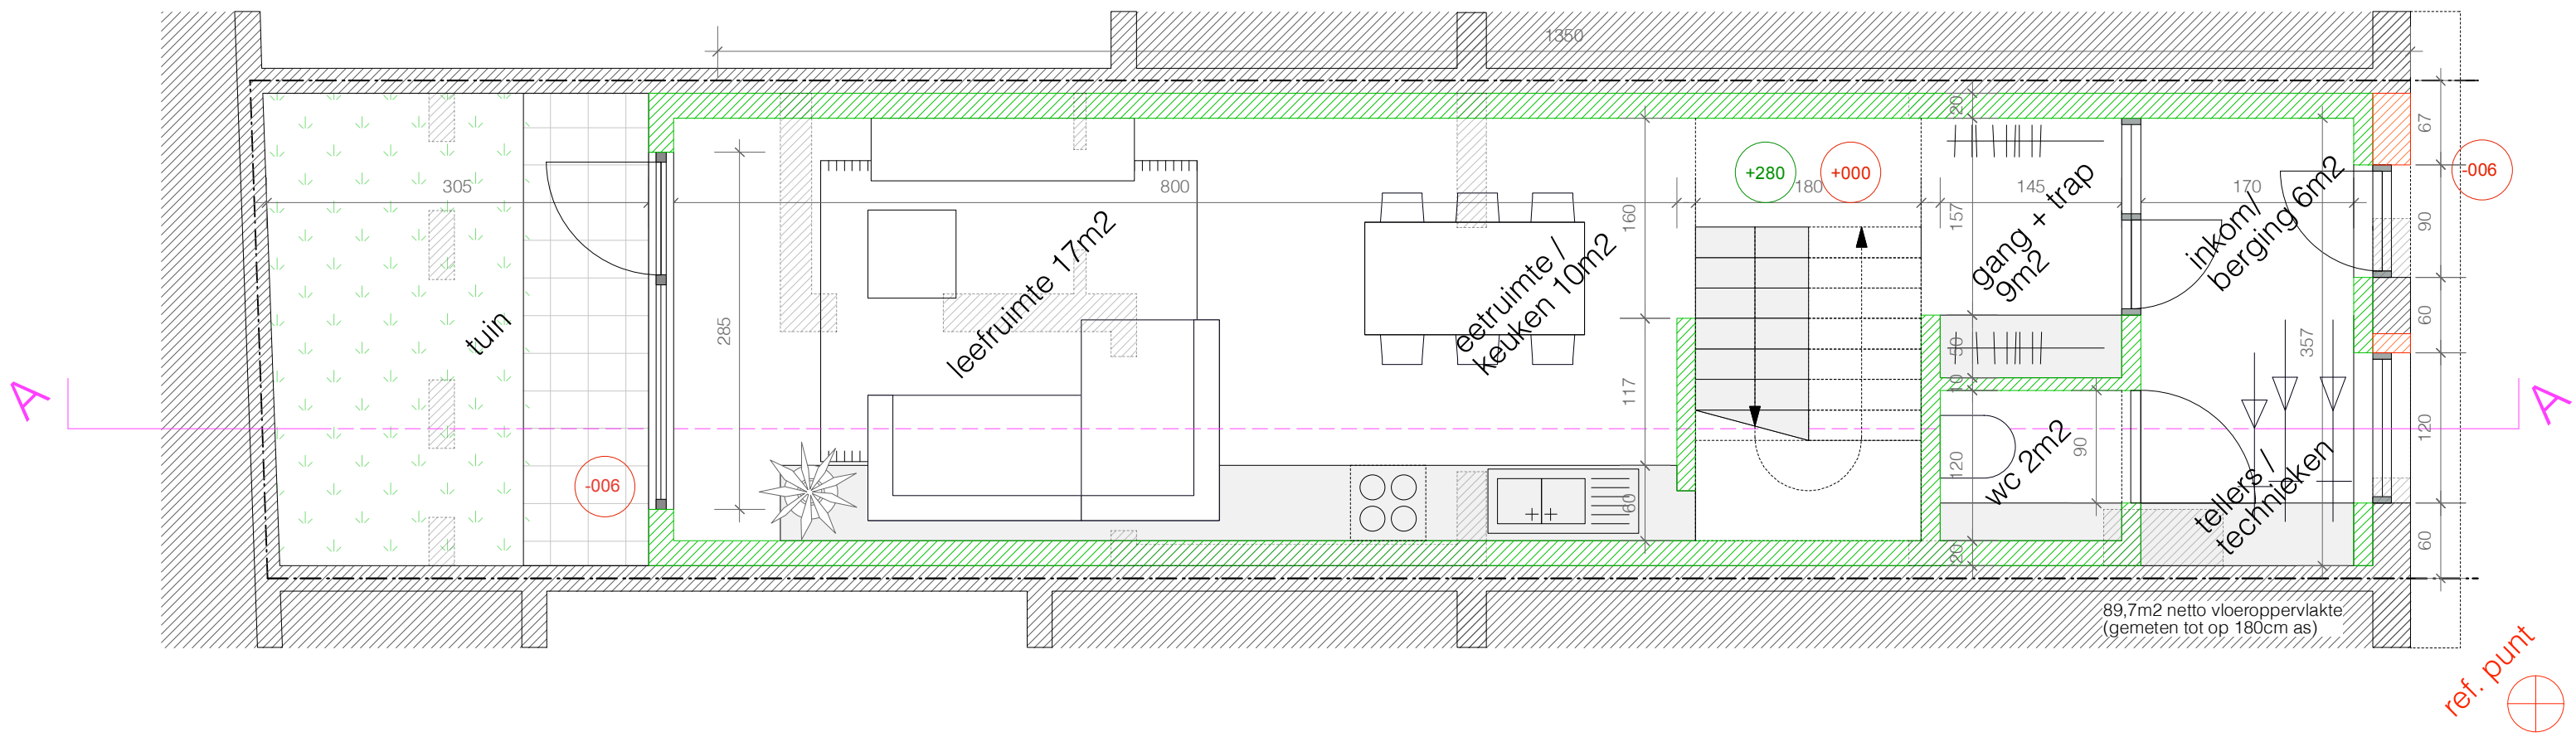 1350
20
67
+280
+000
-006
305
800
180
145
170
160
157
90
gang + trap
9m2
inkom/
berging 6m2
leefruimte 17m2
eetruimte /
keuken 10m2
tuin
285
60
357
50
10
117
A
A
120
120
90
wc 2m2
tellers /
technieken
-006
60
20
60
89,7m2 netto vloeroppervlakte
(gemeten tot op 180cm as)
ref. punt